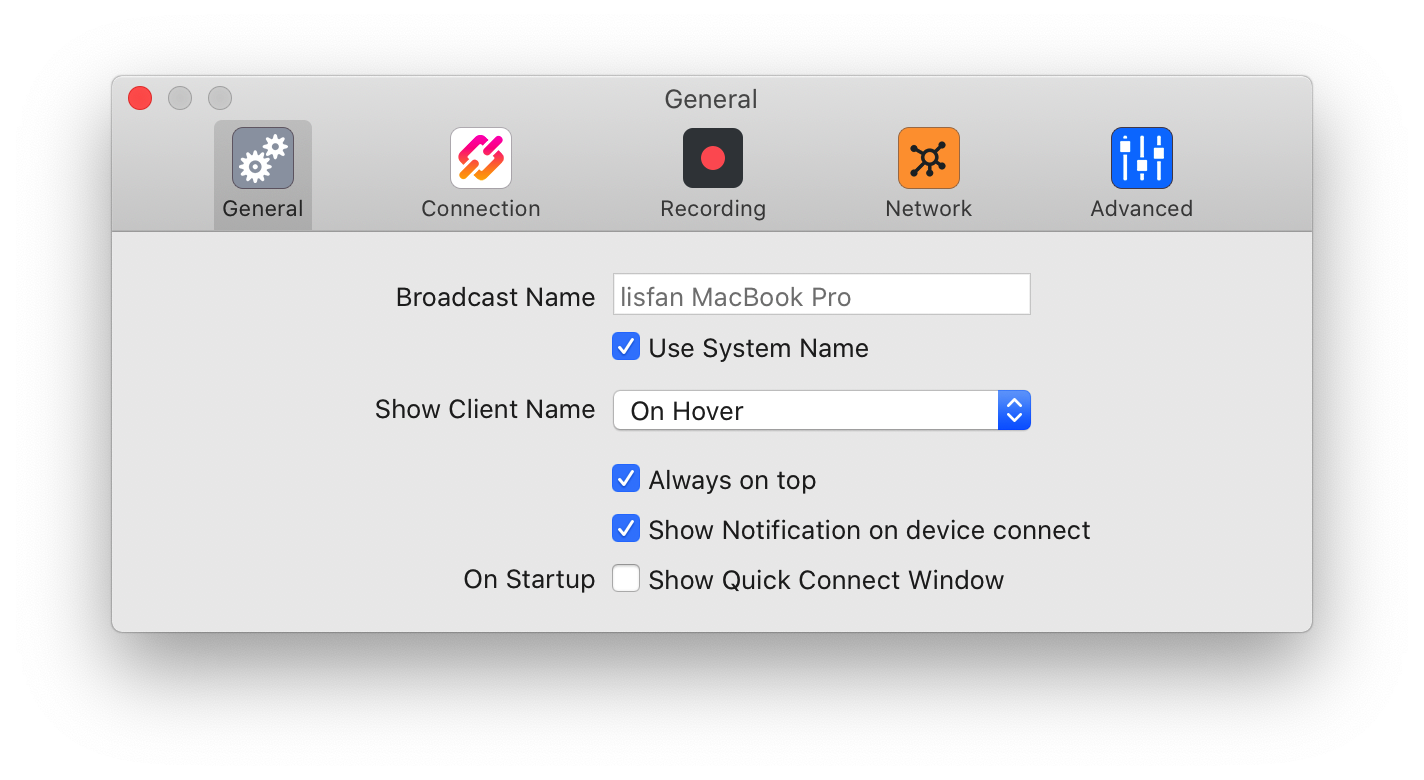 General
General Connection Recording Network Advanced
Broadcast Name lisfan MacBook Pro
Use System Name
Show Client Name On Hover
Always on top
Show Notification on device connect
On Startup Show Quick Connect Window